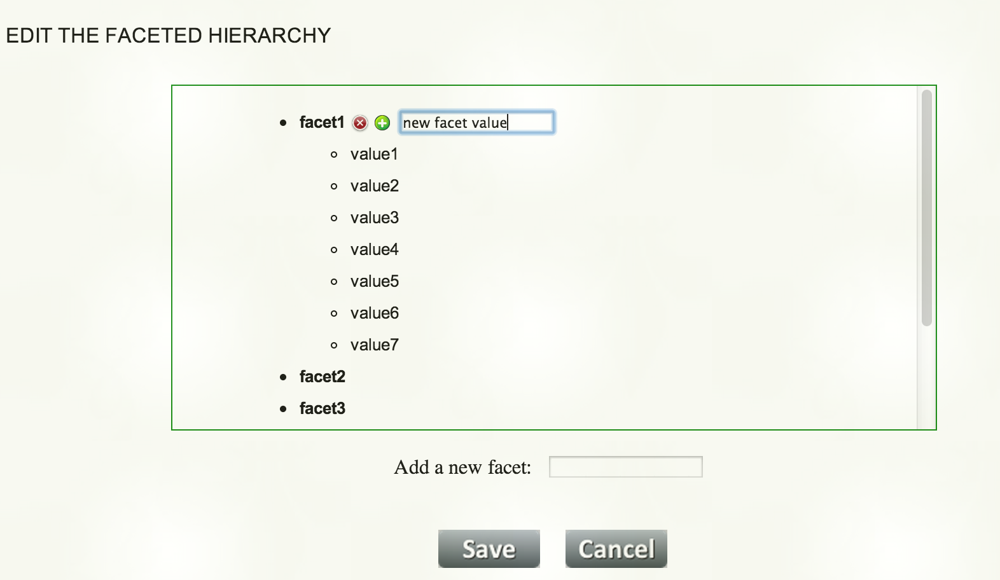 EDIT THE FACETED HIERARCHY
facet1 new facet value
value1
value2
value3
value4
value5
value6
value7
facet2
facet3
Add a new facet:
Save Cancel